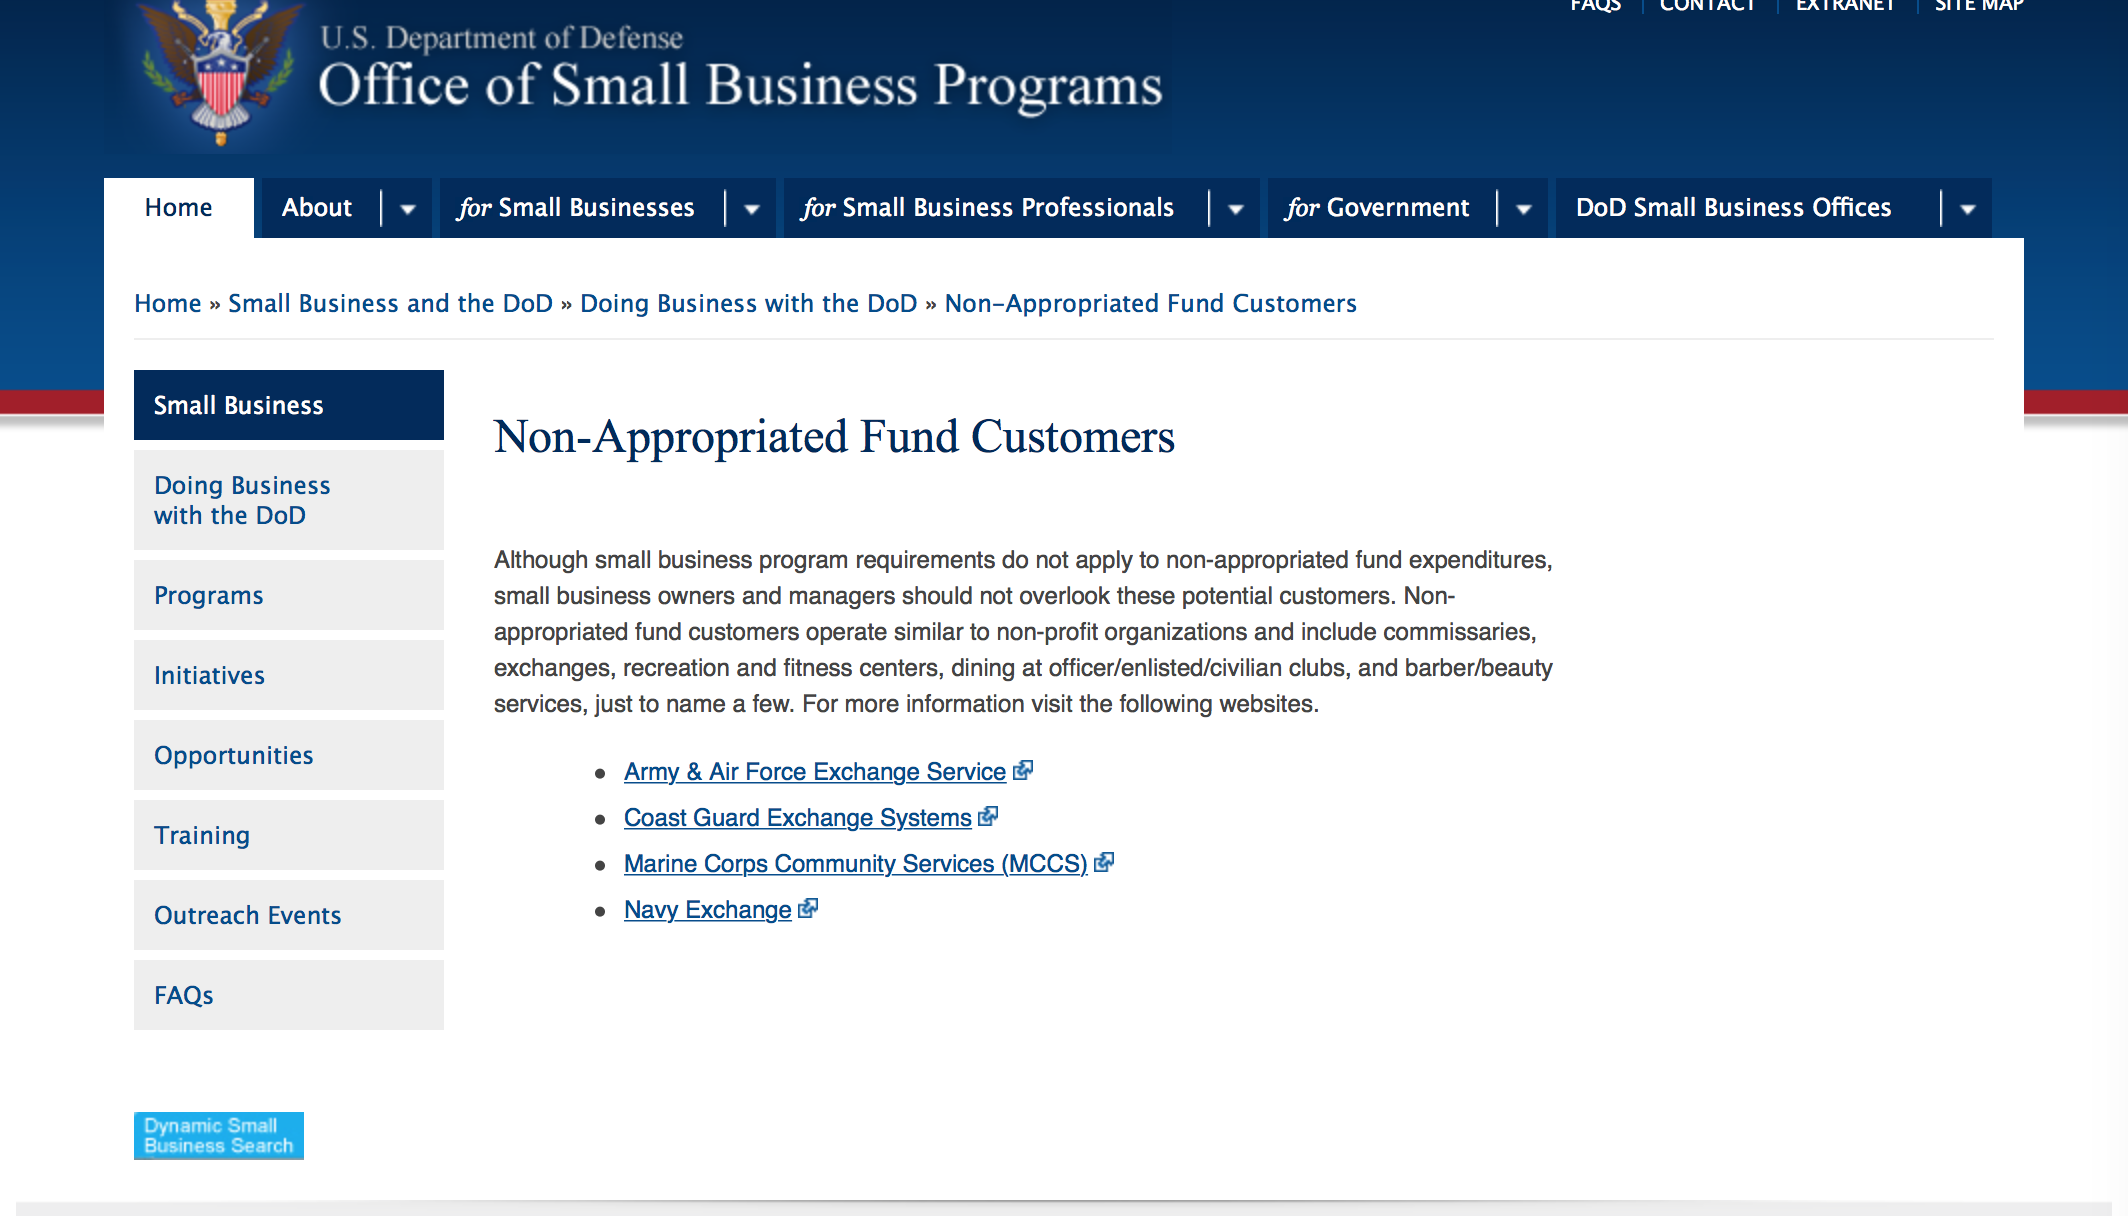 FAQS CONTACT EXTRANET SITE MAP
U.S. Department of Defense
Office of Small Business Programs
Home About for Small Businesses for Small Business Professionals for Government DoD Small Business Offices
Home » Small Business and the DoD » Doing Business with the DoD » Non-Appropriated Fund Customers
Small Business
Doing Business
with the DoD
Programs
Initiatives
Opportunities
Training
Outreach Events
FAQs
Dynamic Small
Business Search
Non-Appropriated Fund Customers
Although small business program requirements do not apply to non-appropriated fund expenditures,
small business owners and managers should not overlook these potential customers. Non-
appropriated fund customers operate similar to non-profit organizations and include commissaries,
exchanges, recreation and fitness centers, dining at officer/enlisted/civilian clubs, and barber/beauty
services, just to name a few. For more information visit the following websites.
• Army & Air Force Exchange Service
• Coast Guard Exchange Systems
• Marine Corps Community Services (MCCS)
• Navy Exchange